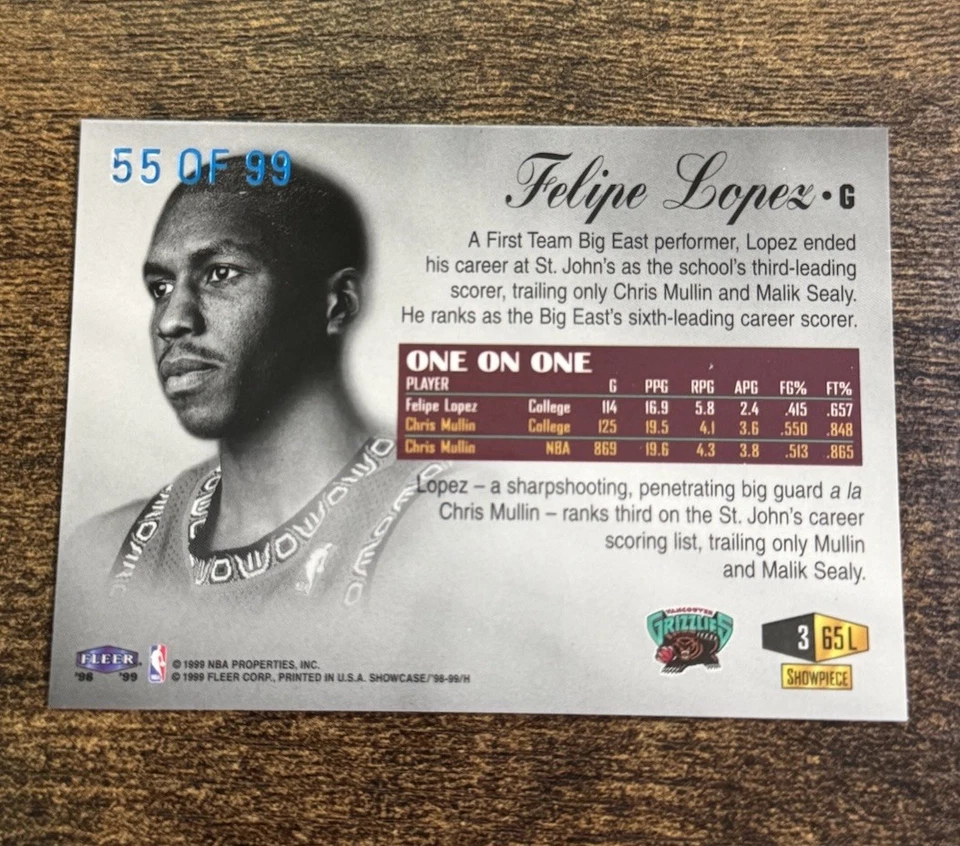 55 OF 99
Felipe Lopez • G
A First Team Big East performer, Lopez ended
his career at St. John's as the school's third-leading
scorer, trailing only Chris Mullin and Malik Sealy.
He ranks as the Big East's sixth-leading career scorer.
ONE ON ONE
PLAYER G PPG RPG APG FG% FT%
Felipe Lopez College 114 16.9 5.8 2.4 .415 .657
Chris Mullin College 125 19.5 4.1 3.6 .550 .848
Chris Mullin NBA 869 19.6 4.3 3.8 .513 .865
Lopez – a sharpshooting, penetrating big guard a la
Chris Mullin – ranks third on the St. John's career
scoring list, trailing only Mullin
and Malik Sealy.
VANCOUVER
GRIZZLIES
3 65L
SHOWPIECE
FLEER
'98 '99
© 1999 NBA PROPERTIES, INC.
© 1999 FLEER CORP., PRINTED IN U.S.A. SHOWCASE/'98-99/H